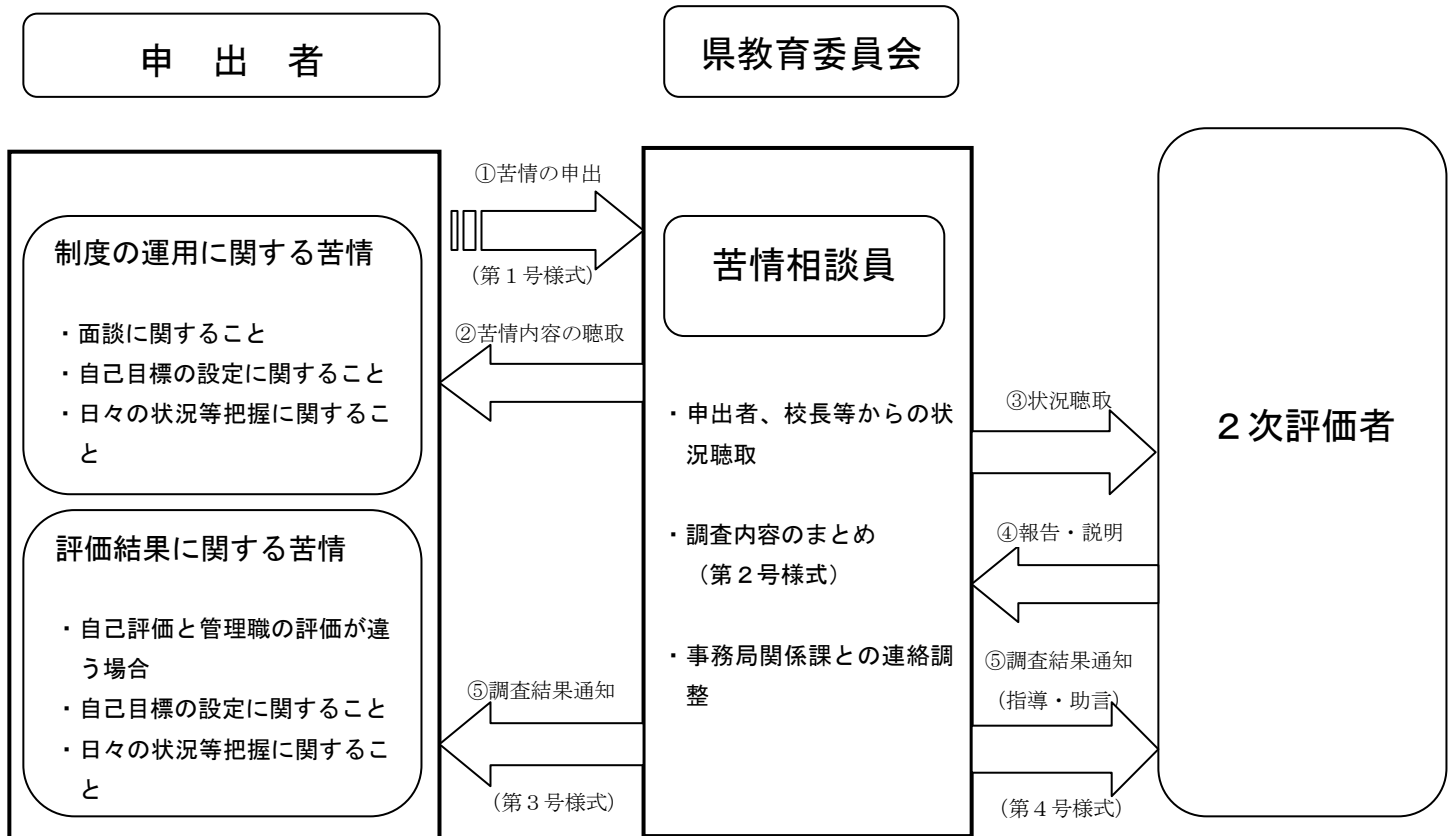 申　出　者
県教育委員会
制度の運用に関する苦情
・面談に関すること
・自己目標の設定に関すること
・日々の状況等把握に関するこ
と
評価結果に関する苦情
・自己評価と管理職の評価が違
う場合
・自己目標の設定に関すること
・日々の状況等把握に関するこ
と
①苦情の申出
（第１号様式）
②苦情内容の聴取
⑤調査結果通知
（第３号様式）
苦情相談員
・申出者、校長等からの状
況聴取
・調査内容のまとめ
（第２号様式）
・事務局関係課との連絡調
整
③状況聴取
④報告・説明
⑤調査結果通知
（指導・助言）
（第４号様式）
２次評価者